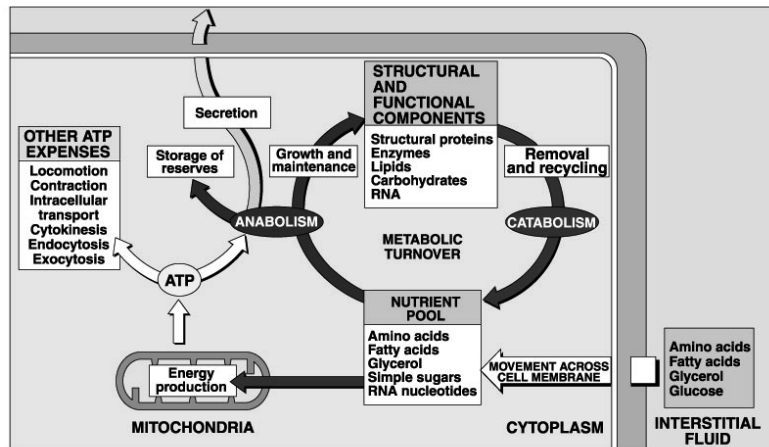 Secretion
STRUCTURAL
AND
FUNCTIONAL
COMPONENTS
Structural proteins
Enzymes
Lipids
Carbohydrates
RNA
OTHER ATP
EXPENSES
Locomotion
Contraction
Intracellular
transport
Cytokinesis
Endocytosis
Exocytosis
Storage of
reserves
Growth and
maintenance
Removal
and recycling
ANABOLISM
CATABOLISM
METABOLIC
TURNOVER
ATP
NUTRIENT
POOL
Amino acids
Fatty acids
Glycerol
Simple sugars
RNA nucleotides
Energy
production
MOVEMENT ACROSS
CELL MEMBRANE
Amino acids
Fatty acids
Glycerol
Glucose
MITOCHONDRIA
CYTOPLASM
INTERSTITIAL
FLUID